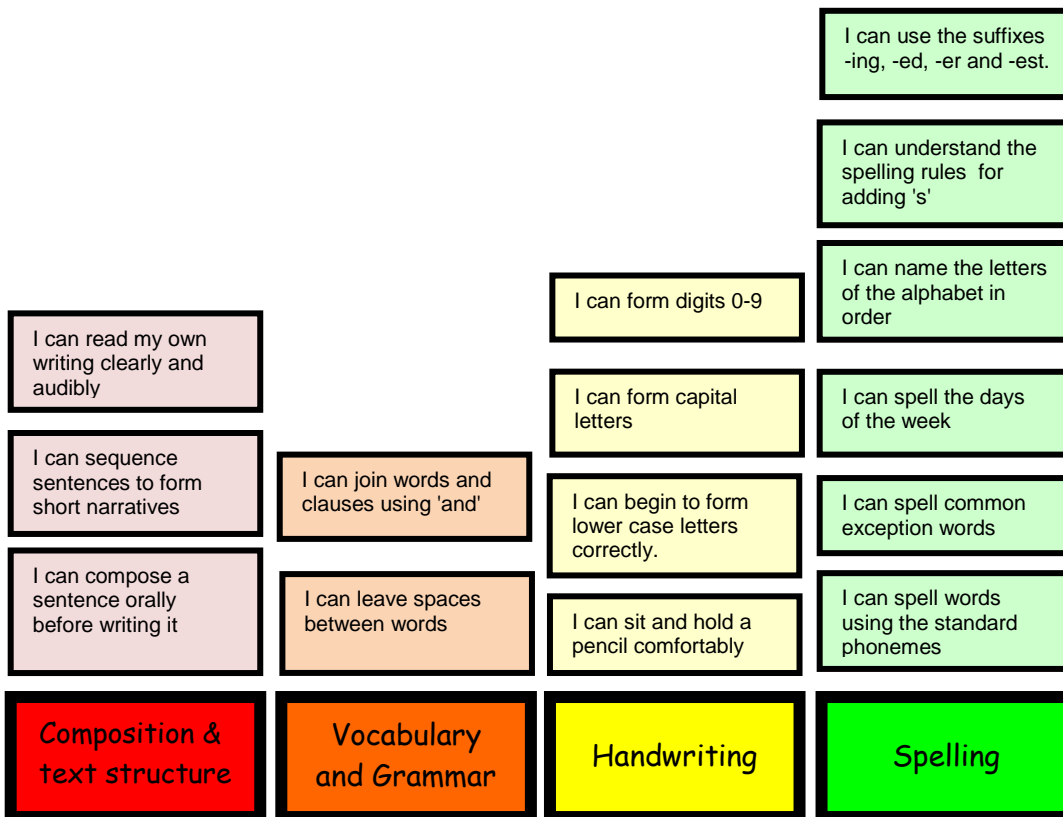 I can read my own
writing clearly and
audibly
I can sequence
sentences to form
short narratives
I can compose a
sentence orally
before writing it
Composition &
text structure
I can join words and
clauses using 'and'
I can leave spaces
between words
Vocabulary
and Grammar
I can form digits 0-9
I can form capital
letters
I can begin to form
lower case letters
correctly.
I can sit and hold a
pencil comfortably
Handwriting
I can use the suffixes
-ing, -ed, -er and -est.
I can understand the
spelling rules for
adding 's'
I can name the letters
of the alphabet in
order
I can spell the days
of the week
I can spell common
exception words
I can spell words
using the standard
phonemes
Spelling